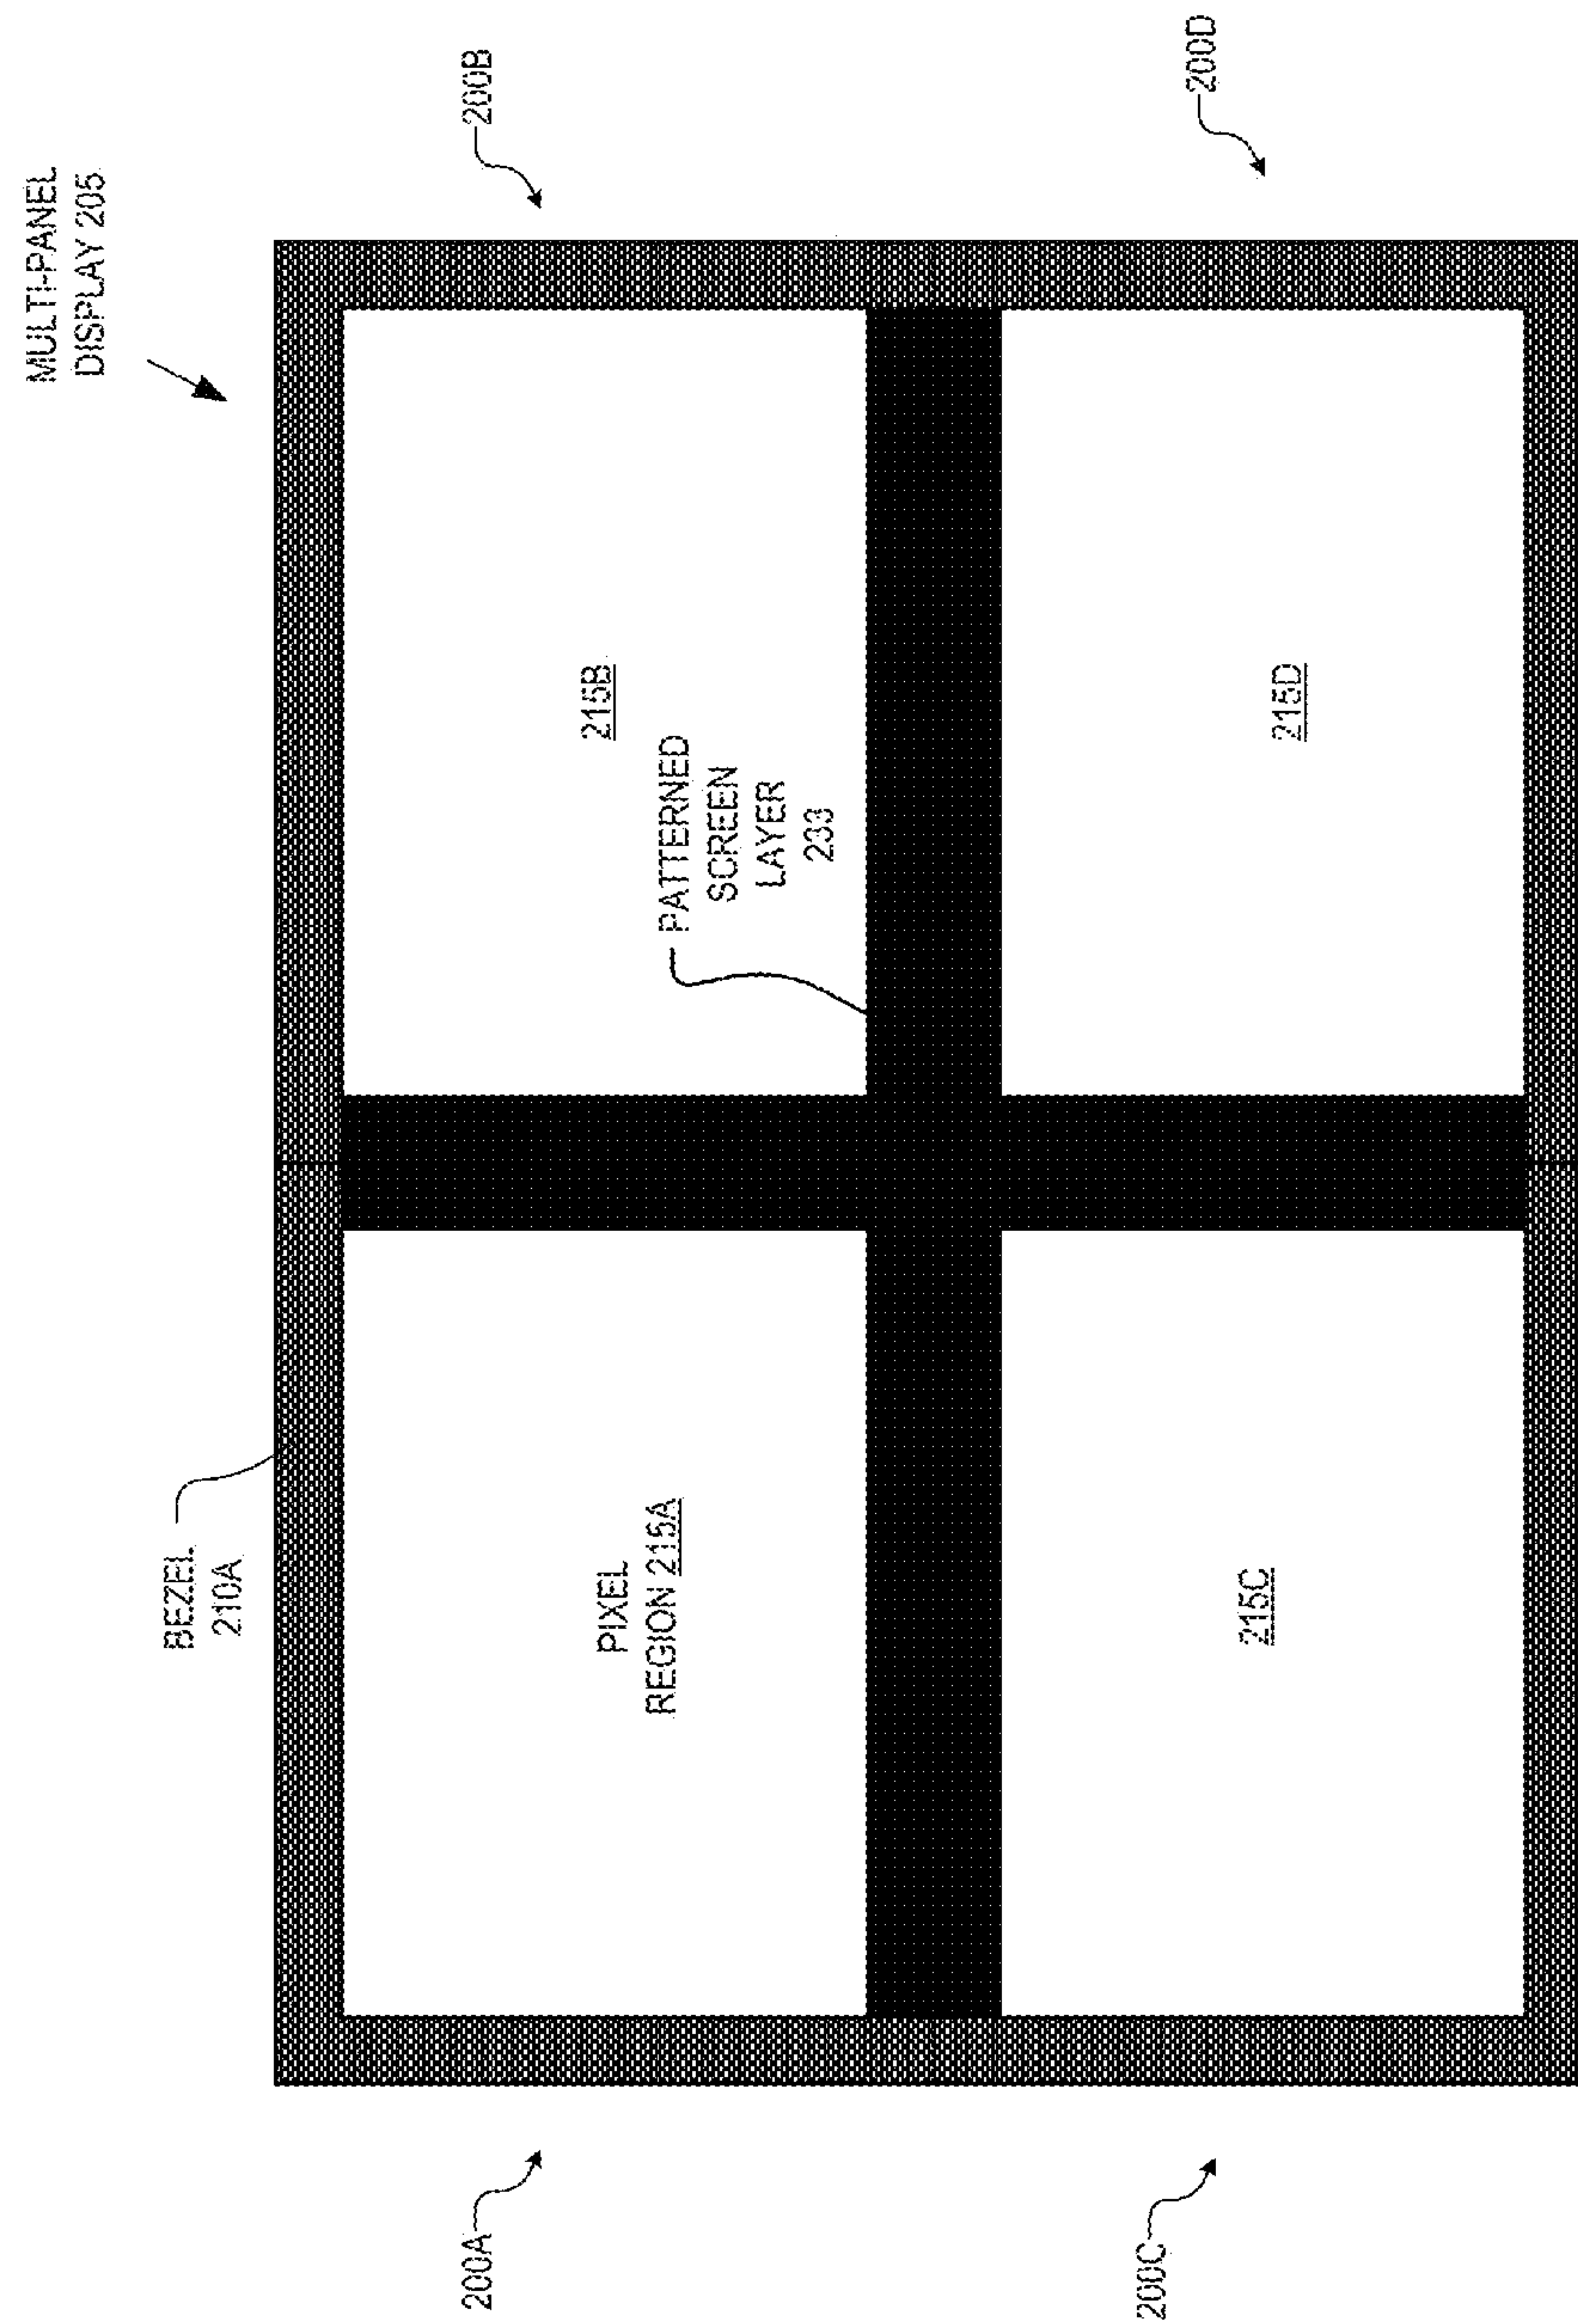 MULTI-PANEL
DISPLAY 205
BEZEL
210A
200A
200B
PIXEL
REGION 215A
215B
PATTERNED
SCREEN
LAYER
233
200C
200D
215C
215D